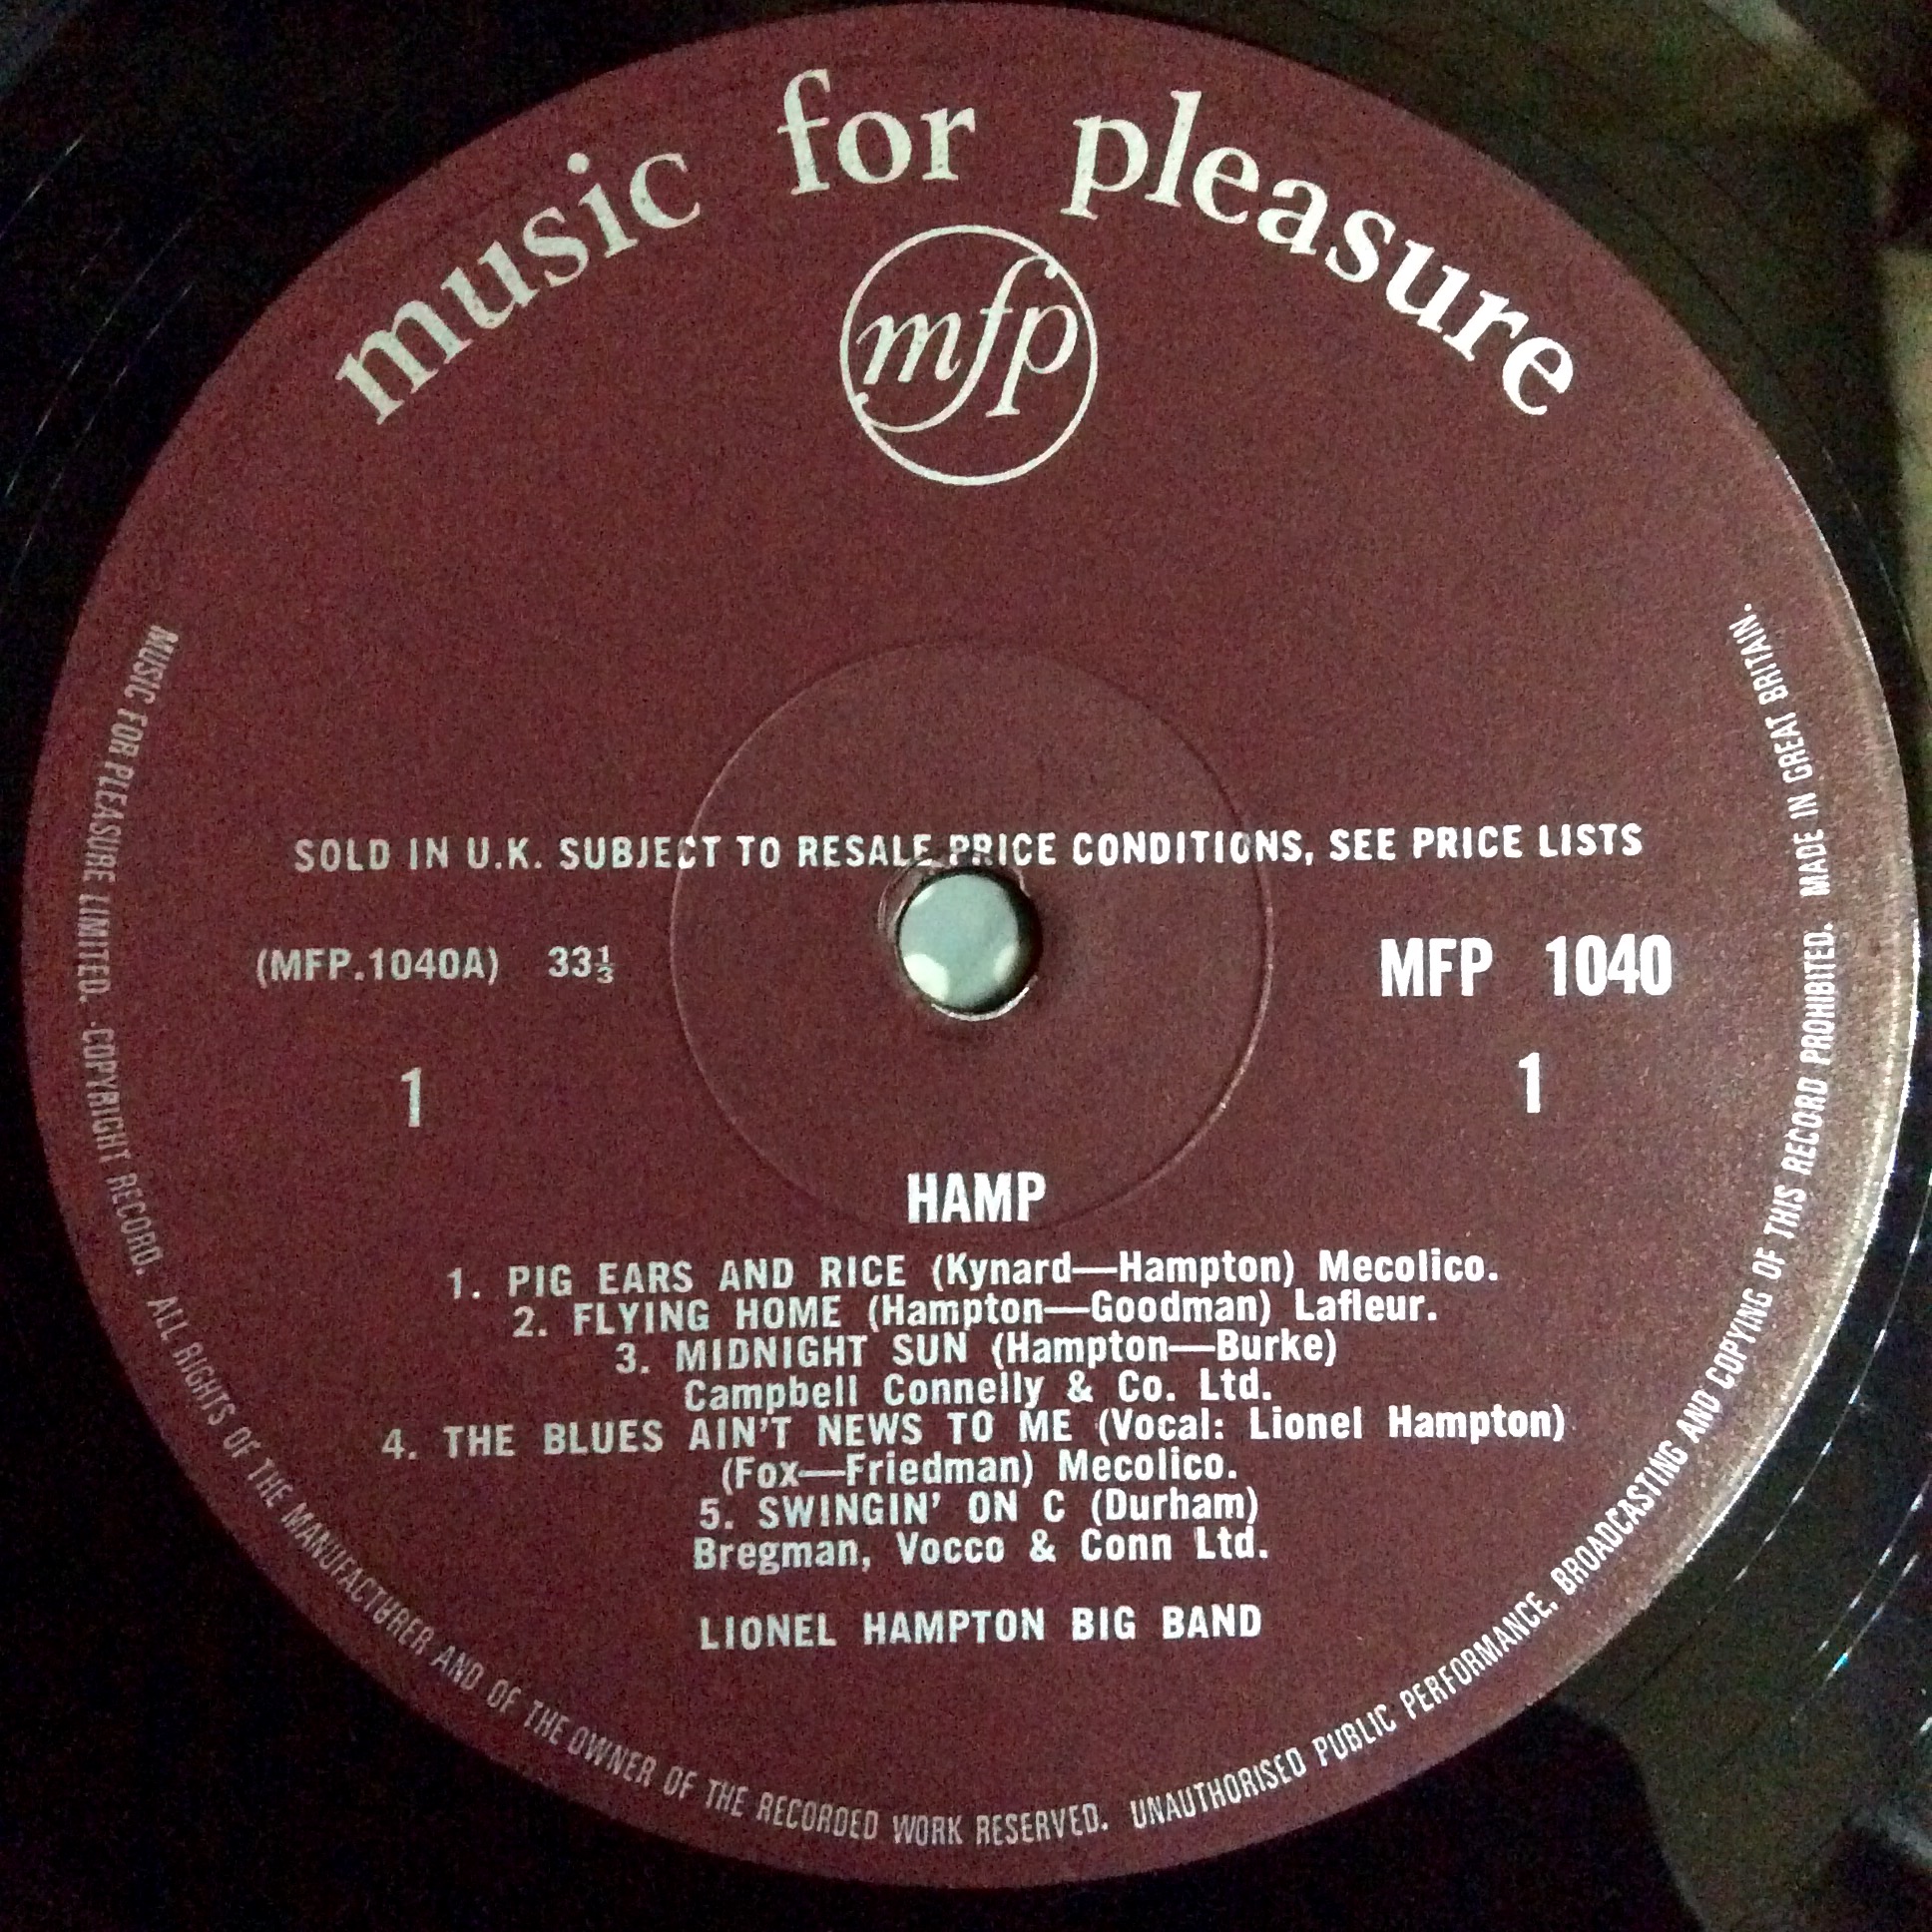 music for pleasure
mfp
SOLD IN U.K. SUBJECT TO RESALE PRICE CONDITIONS, SEE PRICE LISTS
(MFP.1040A) 33⅓
MFP 1040
1
1
HAMP
1. PIG EARS AND RICE (Kynard—Hampton) Mecolico.
2. FLYING HOME (Hampton—Goodman) Lafleur.
3. MIDNIGHT SUN (Hampton—Burke)
Campbell Connelly & Co. Ltd.
4. THE BLUES AIN'T NEWS TO ME (Vocal: Lionel Hampton)
(Fox—Friedman) Mecolico.
5. SWINGIN' ON C (Durham)
Bregman, Vocco & Conn Ltd.
LIONEL HAMPTON BIG BAND
MUSIC FOR PLEASURE LIMITED. COPYRIGHT RECORD. ALL RIGHTS OF THE MANUFACTURER AND OF THE OWNER OF THE RECORDED WORK RESERVED. UNAUTHORISED PUBLIC PERFORMANCE, BROADCASTING AND COPYING OF THIS RECORD PROHIBITED. MADE IN GREAT BRITAIN.